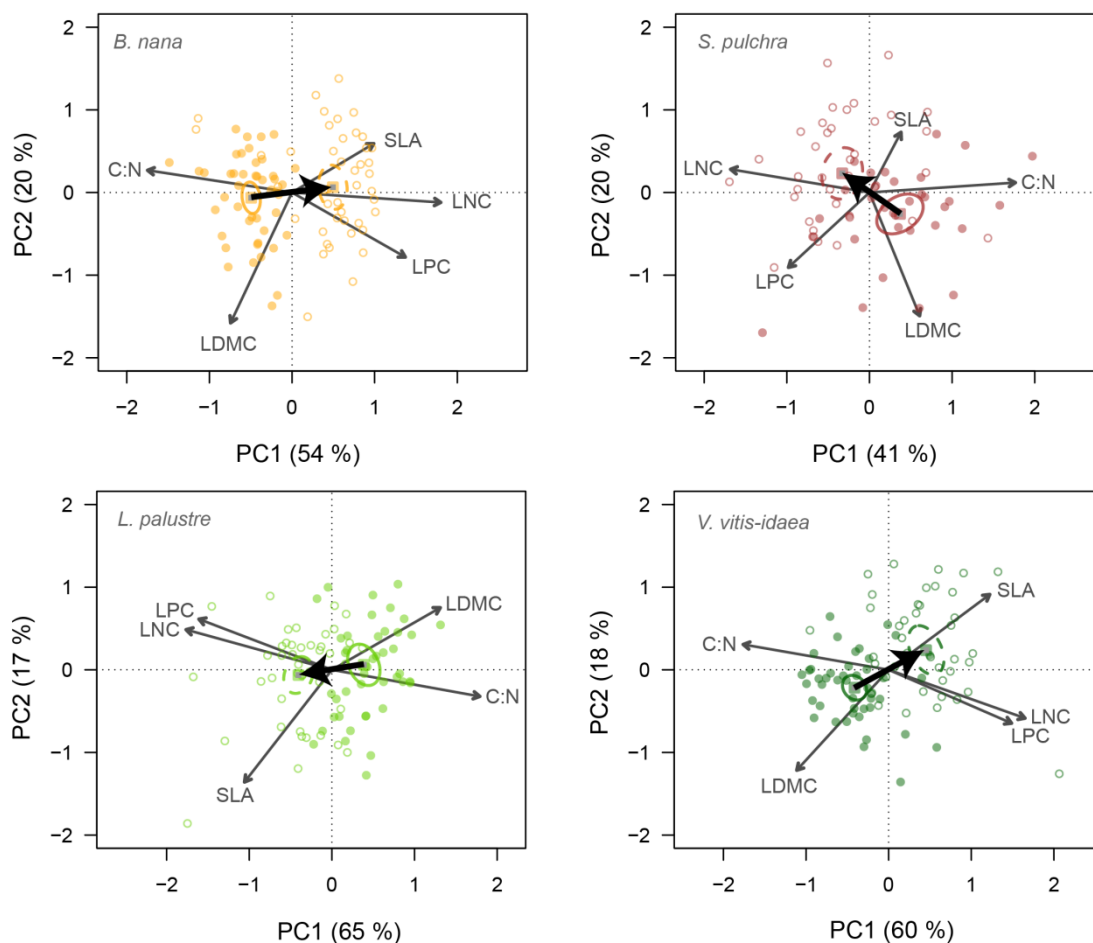 B. nana
2
1
0
−1
−2
PC2 (20 %)
C:N
SLA
LNC
LPC
LDMC
−2 −1 0 1 2
PC1 (54 %)
S. pulchra
2
1
0
−1
−2
PC2 (20 %)
SLA
LNC
C:N
LPC
LDMC
−2 −1 0 1 2
PC1 (41 %)
L. palustre
2
1
0
−1
−2
PC2 (17 %)
LPC
LNC
LDMC
C:N
SLA
−2 −1 0 1 2
PC1 (65 %)
V. vitis-idaea
2
1
0
−1
−2
PC2 (18 %)
SLA
C:N
LNC
LPC
LDMC
−2 −1 0 1 2
PC1 (60 %)